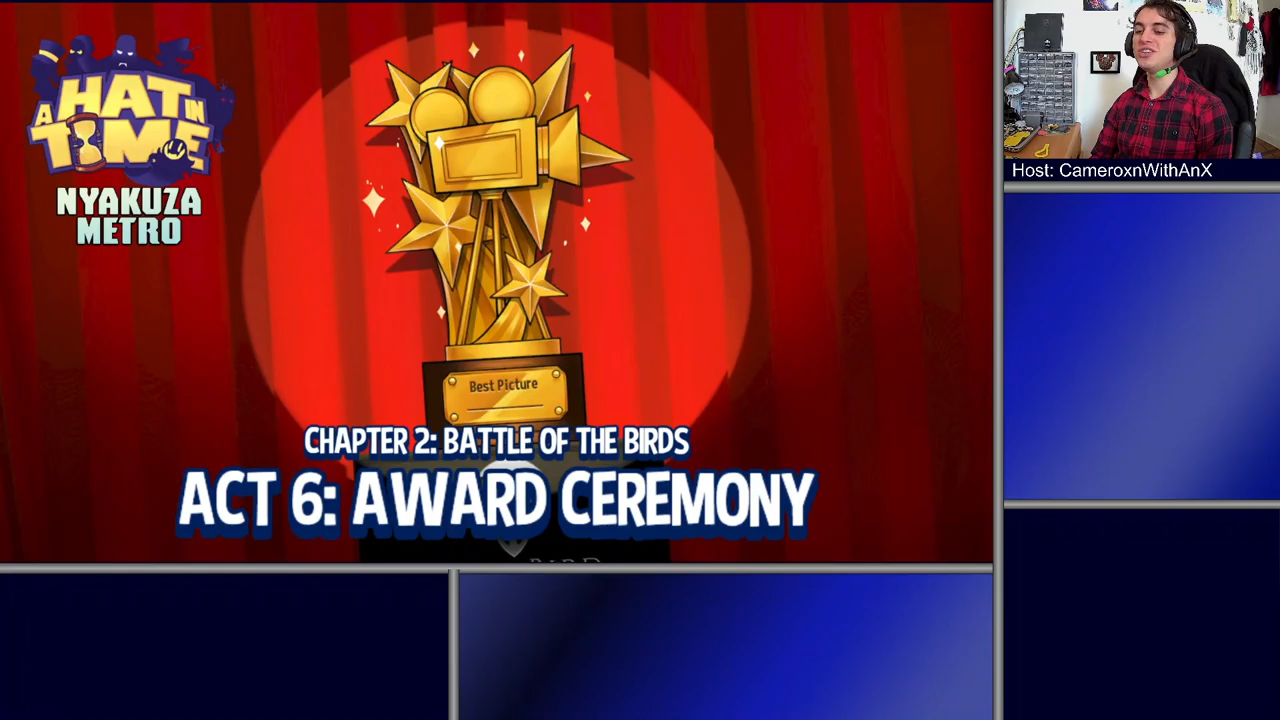 A HAT IN TIME
NYAKUZA
METRO
Best Picture
CHAPTER 2: BATTLE OF THE BIRDS
ACT 6: AWARD CEREMONY
Host: CameroxnWithAnX